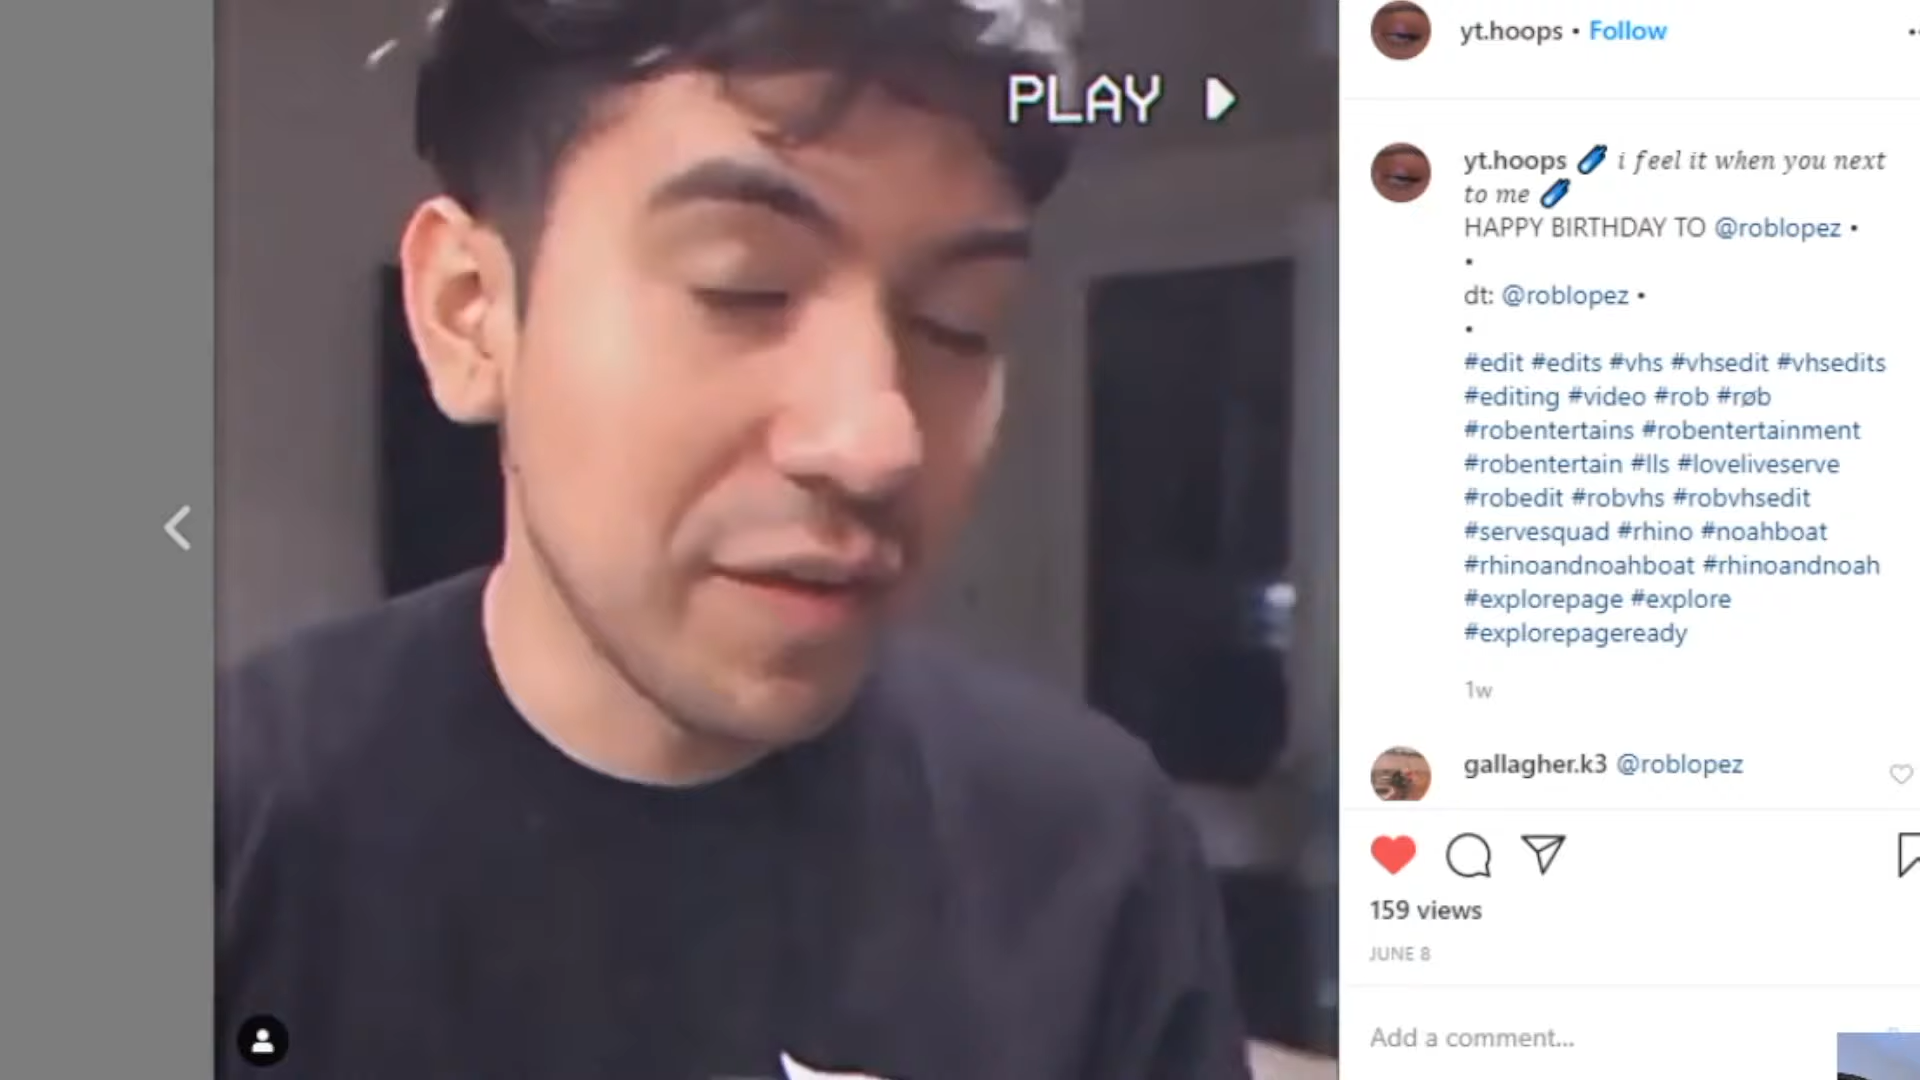 PLAY
yt.hoops • Follow
yt.hoops i feel it when you next
to me
HAPPY BIRTHDAY TO @roblopez •
•
dt: @roblopez •
•
#edit #edits #vhs #vhsedit #vhsedits
#editing #video #rob #røb
#robentertains #robentertainment
#robentertain #lls #loveliveserve
#robedit #robvhs #robvhsedit
#servesquad #rhino #noahboat
#rhinoandnoahboat #rhinoandnoah
#explorepage #explore
#explorepageready
1w
gallagher.k3 @roblopez
159 views
JUNE 8
Add a comment...